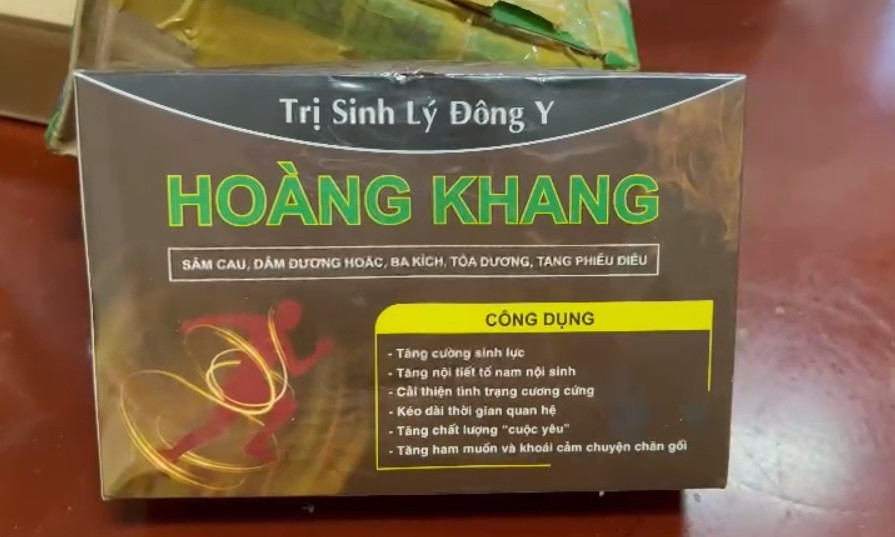 Trị Sinh Lý Đông Y
HOÀNG KHANG
SÂM CAU, DÂM DƯƠNG HOẮC, BA KÍCH, TỎA DƯƠNG, TANG PHIÊU DIÊU
CÔNG DỤNG
- Tăng cường sinh lực
- Tăng nội tiết tố nam nội sinh
- Cải thiện tình trạng cương cứng
- Kéo dài thời gian quan hệ
- Tăng chất lượng "cuộc yêu"
- Tăng ham muốn và khoái cảm chuyện chăn gối